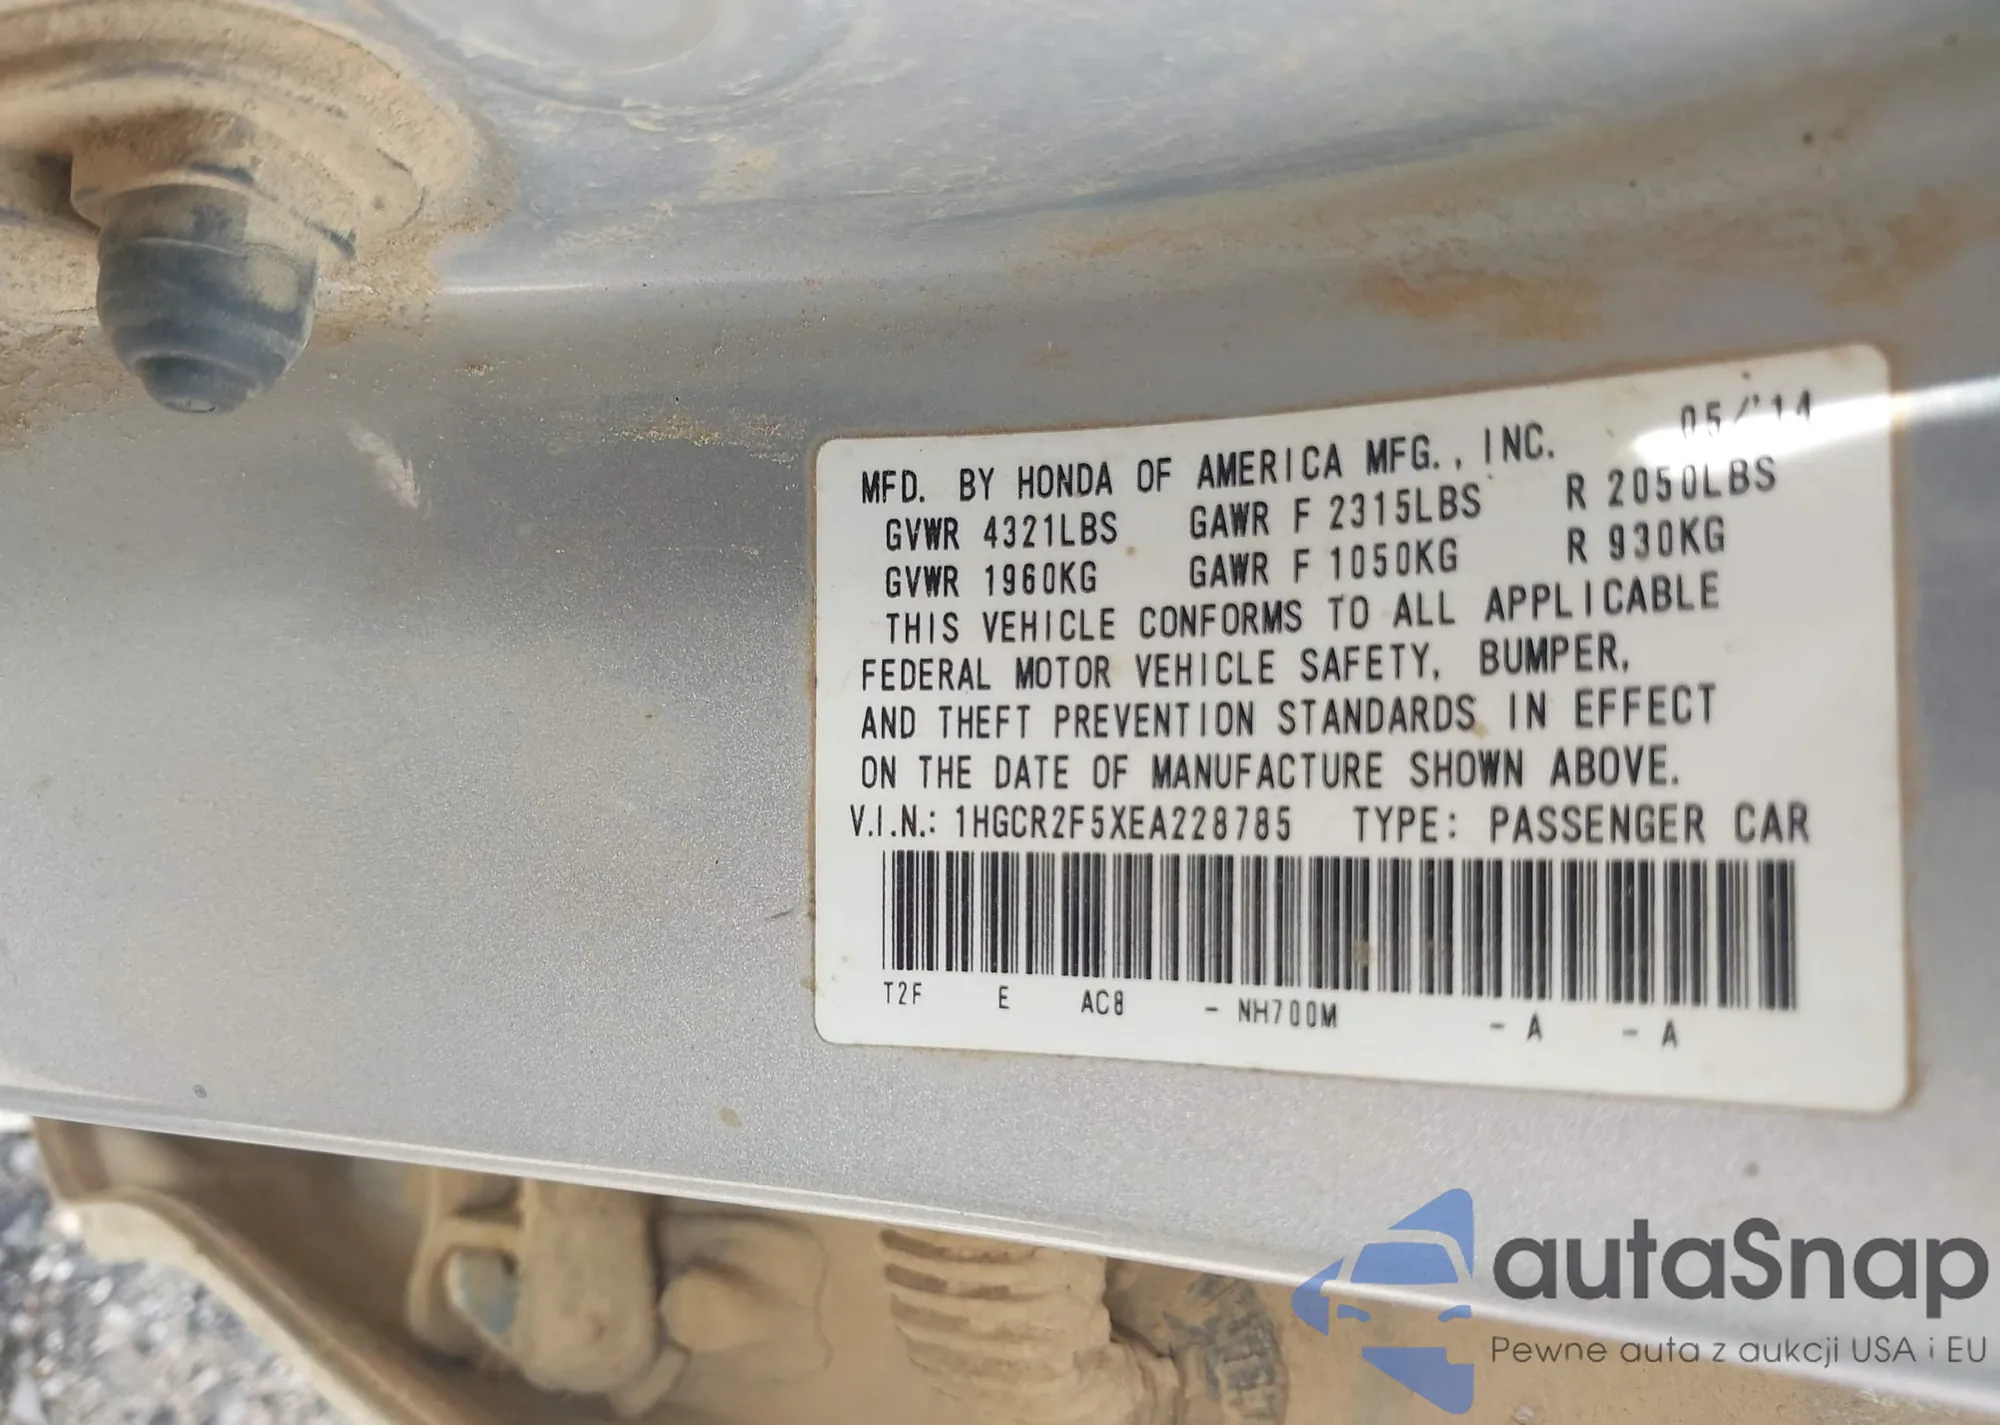 05/'14
MFD. BY HONDA OF AMERICA MFG., INC.
GVWR 4321LBS GAWR F 2315LBS R 2050LBS
GVWR 1960KG GAWR F 1050KG R 930KG
THIS VEHICLE CONFORMS TO ALL APPLICABLE
FEDERAL MOTOR VEHICLE SAFETY, BUMPER,
AND THEFT PREVENTION STANDARDS IN EFFECT
ON THE DATE OF MANUFACTURE SHOWN ABOVE.
V.I.N.: 1HGCR2F5XEA228785 TYPE: PASSENGER CAR
T2F E AC8 - NH700M - A - A
autaSnap
Pewne auta z aukcji USA i EU